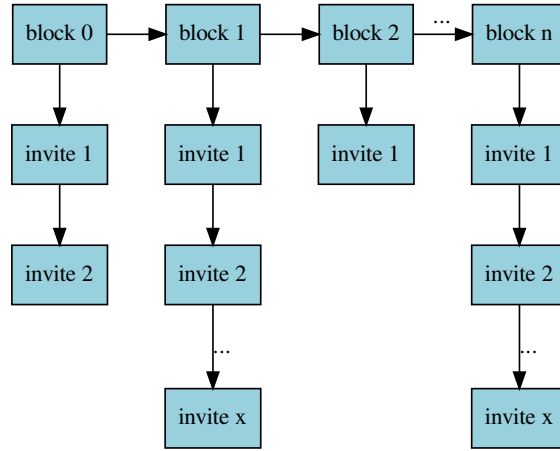 block 0
block 1
block 2
...
block n
invite 1
invite 1
invite 1
invite 1
invite 2
invite 2
invite 2
...
...
invite x
invite x